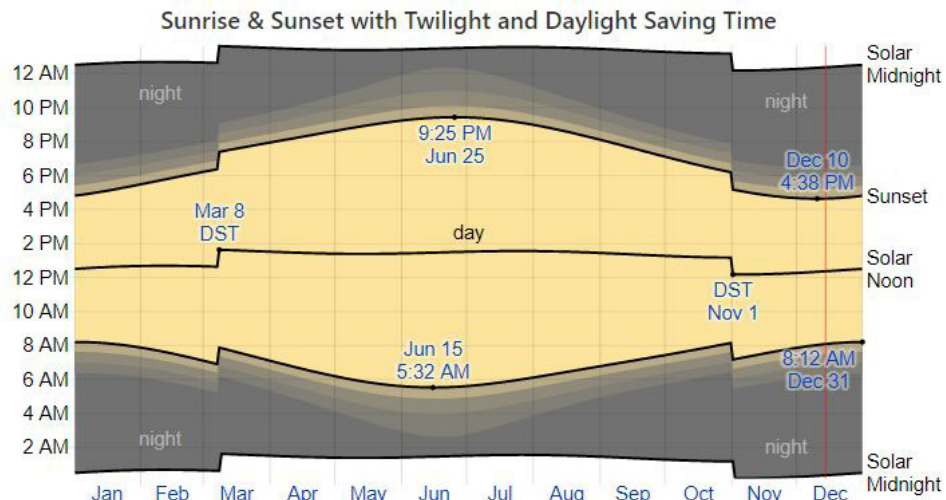 Sunrise & Sunset with Twilight and Daylight Saving Time
Solar
Midnight
12 AM
night
night
10 PM
9:25 PM
Jun 25
8 PM
Dec 10
4:38 PM
6 PM
Sunset
4 PM
Mar 8
DST
day
2 PM
Solar
Noon
12 PM
DST
Nov 1
10 AM
8 AM
Jun 15
5:32 AM
8:12 AM
Dec 31
6 AM
4 AM
night
night
2 AM
Solar
Midnight
Jan Feb Mar Apr May Jun Jul Aug Sep Oct Nov Dec